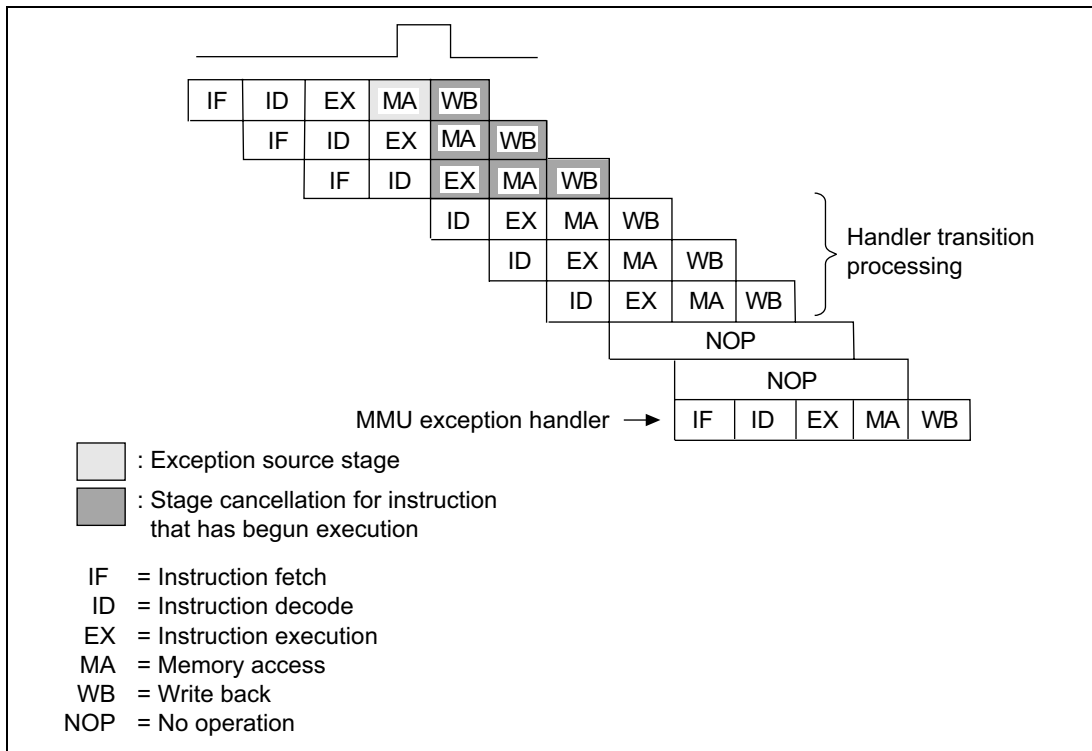 IF ID EX MA WB
IF ID EX MA WB
IF ID EX MA WB
ID EX MA WB
ID EX MA WB
ID EX MA WB
Handler transition
processing
NOP
NOP
MMU exception handler → IF ID EX MA WB
: Exception source stage
: Stage cancellation for instruction
that has begun execution
IF = Instruction fetch
ID = Instruction decode
EX = Instruction execution
MA = Memory access
WB = Write back
NOP = No operation